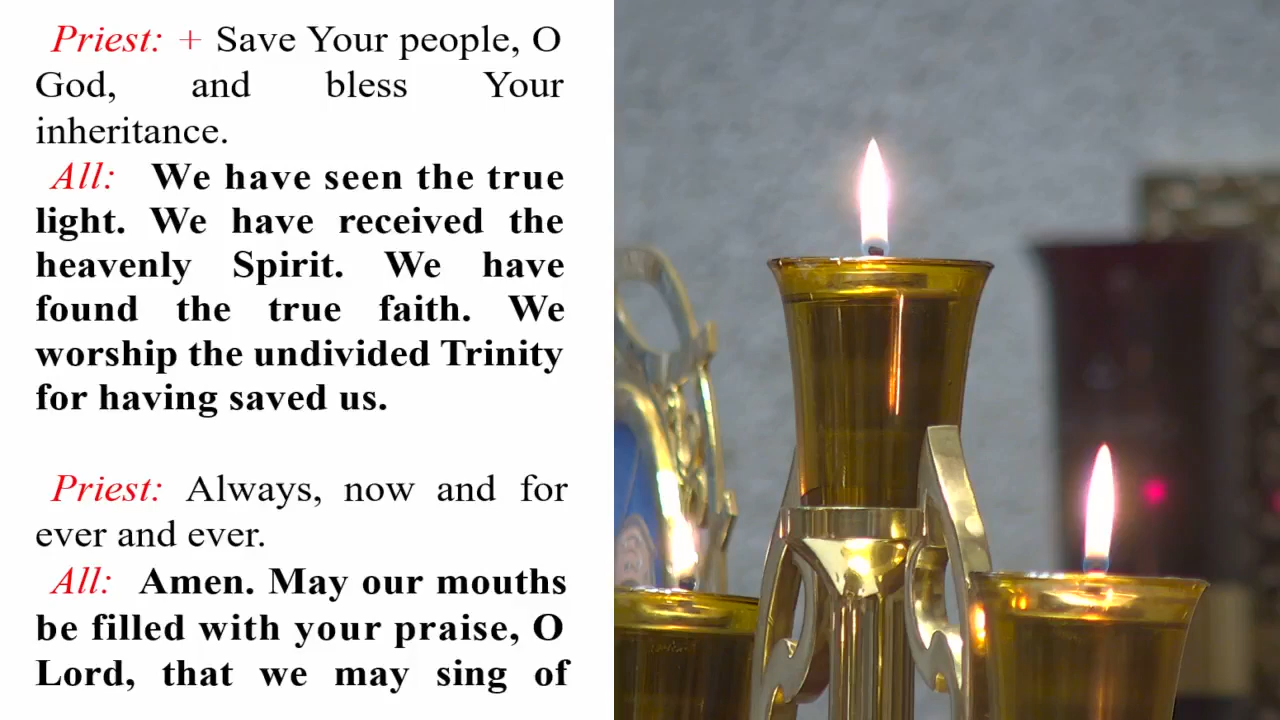 Priest: + Save Your people, O
God, and bless Your
inheritance.
All: We have seen the true
light. We have received the
heavenly Spirit. We have
found the true faith. We
worship the undivided Trinity
for having saved us.
Priest: Always, now and for
ever and ever.
All: Amen. May our mouths
be filled with your praise, O
Lord, that we may sing of